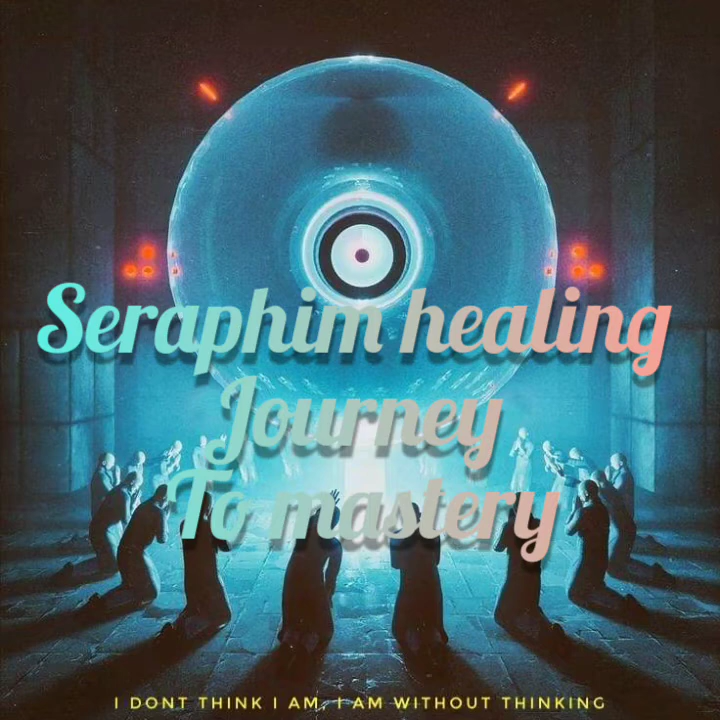 Seraphim healing
Journey
To mastery
I DONT THINK I AM, I AM WITHOUT THINKING